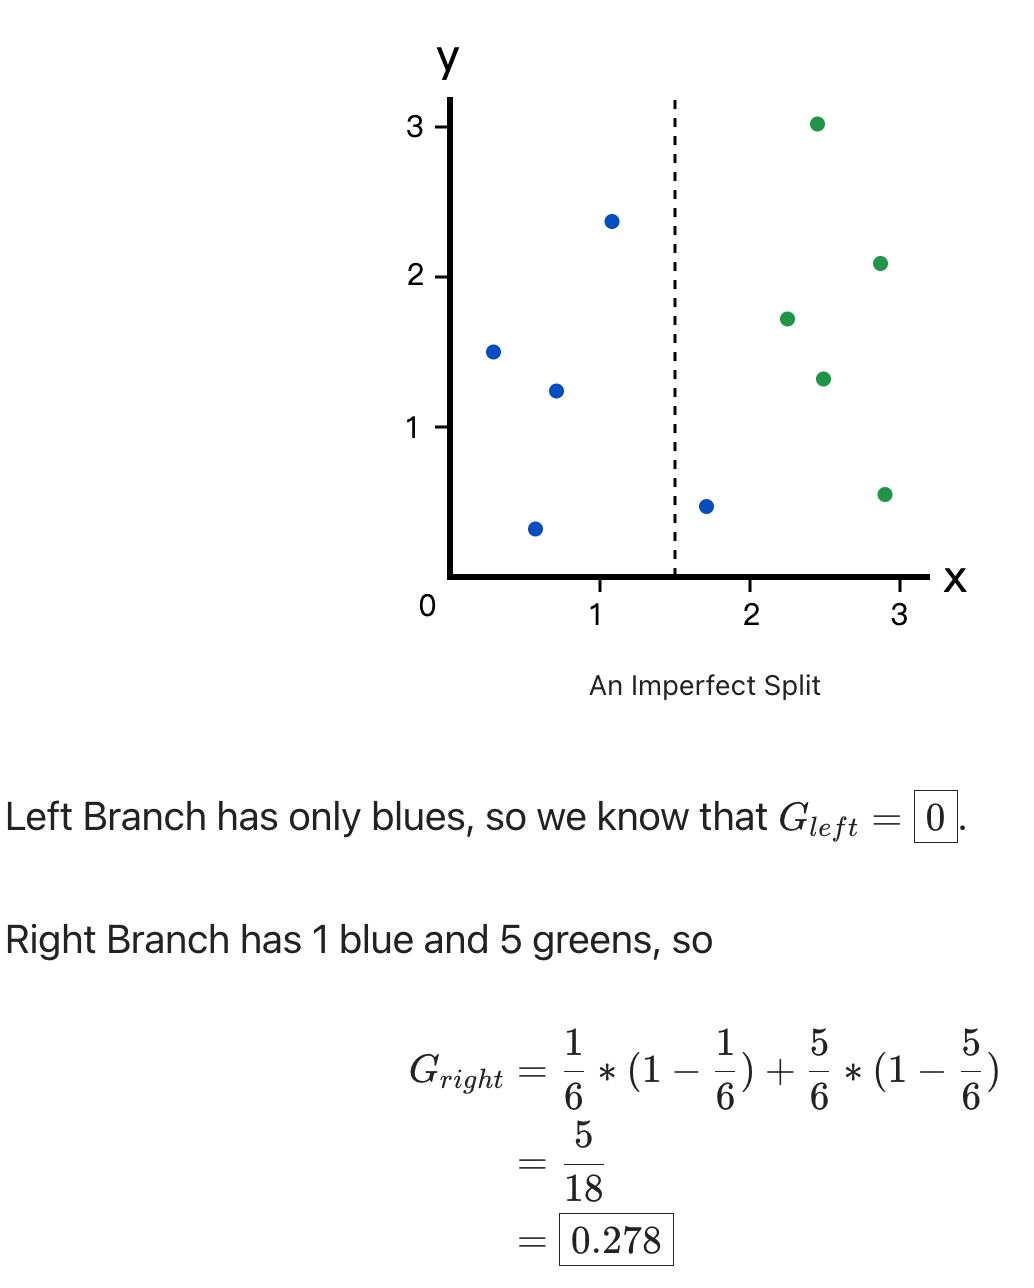 y
3
2
1
0
1
2
3
x
An Imperfect Split
Left Branch has only blues, so we know that G_{left} = 0.
Right Branch has 1 blue and 5 greens, so
G_{right} = \frac{1}{6} * (1 - \frac{1}{6}) + \frac{5}{6} * (1 - \frac{5}{6})
= \frac{5}{18}
= 0.278